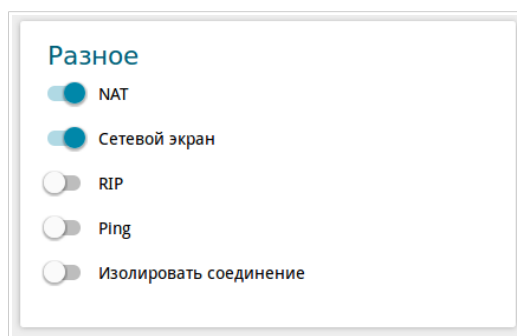 Разное
NAT
Сетевой экран
RIP
Ping
Изолировать соединение